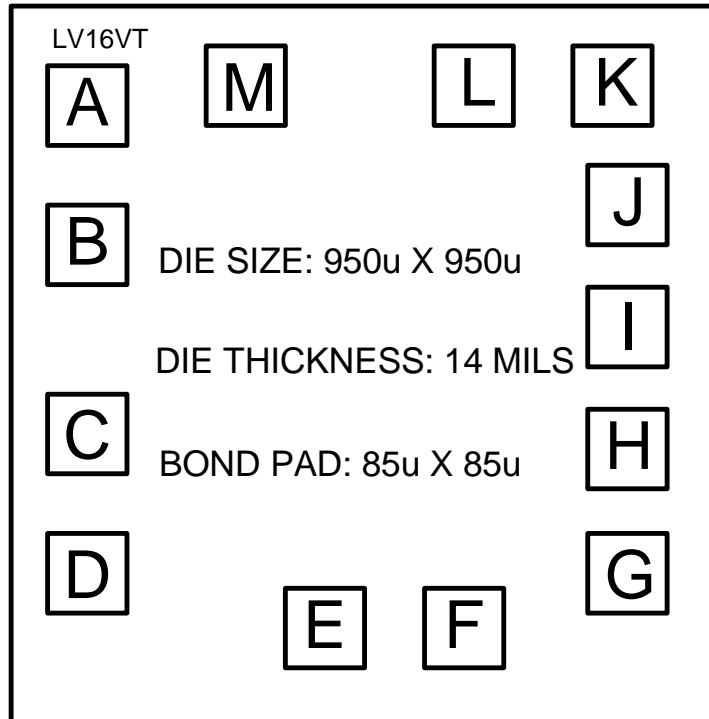 LV16VT
A M L K
J
B
DIE SIZE: 950u X 950u
I
DIE THICKNESS: 14 MILS
C H
BOND PAD: 85u X 85u
D G
E F